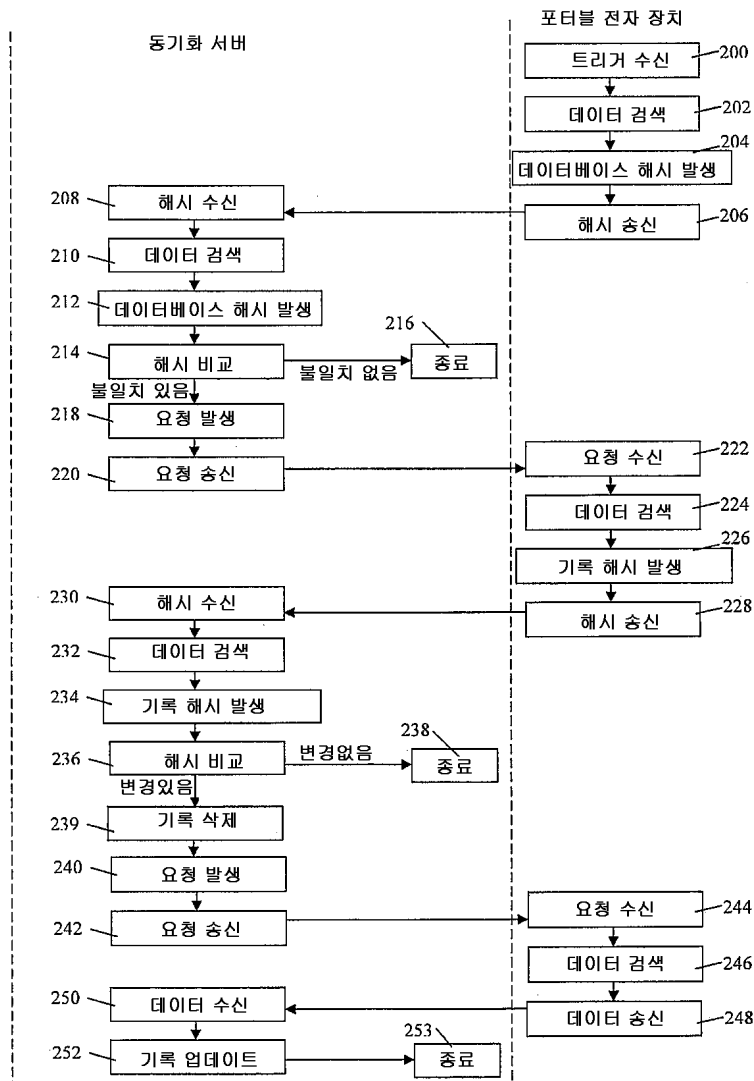 동기화 서버
포터블 전자 장치
트리거 수신
200
데이터 검색
202
204
데이터베이스 해시 발생
208
해시 수신
해시 송신
206
210
데이터 검색
212
데이터베이스 해시 발생
216
214
해시 비교
종료
불일치 없음
불일치 있음
218
요청 발생
220
요청 송신
요청 수신
222
데이터 검색
224
226
기록 해시 발생
230
해시 수신
해시 송신
228
232
데이터 검색
234
기록 해시 발생
238
236
해시 비교
변경없음
종료
변경있음
239
기록 삭제
240
요청 발생
242
요청 송신
요청 수신
244
데이터 검색
246
250
데이터 수신
데이터 송신
248
253
252
기록 업데이트
종료